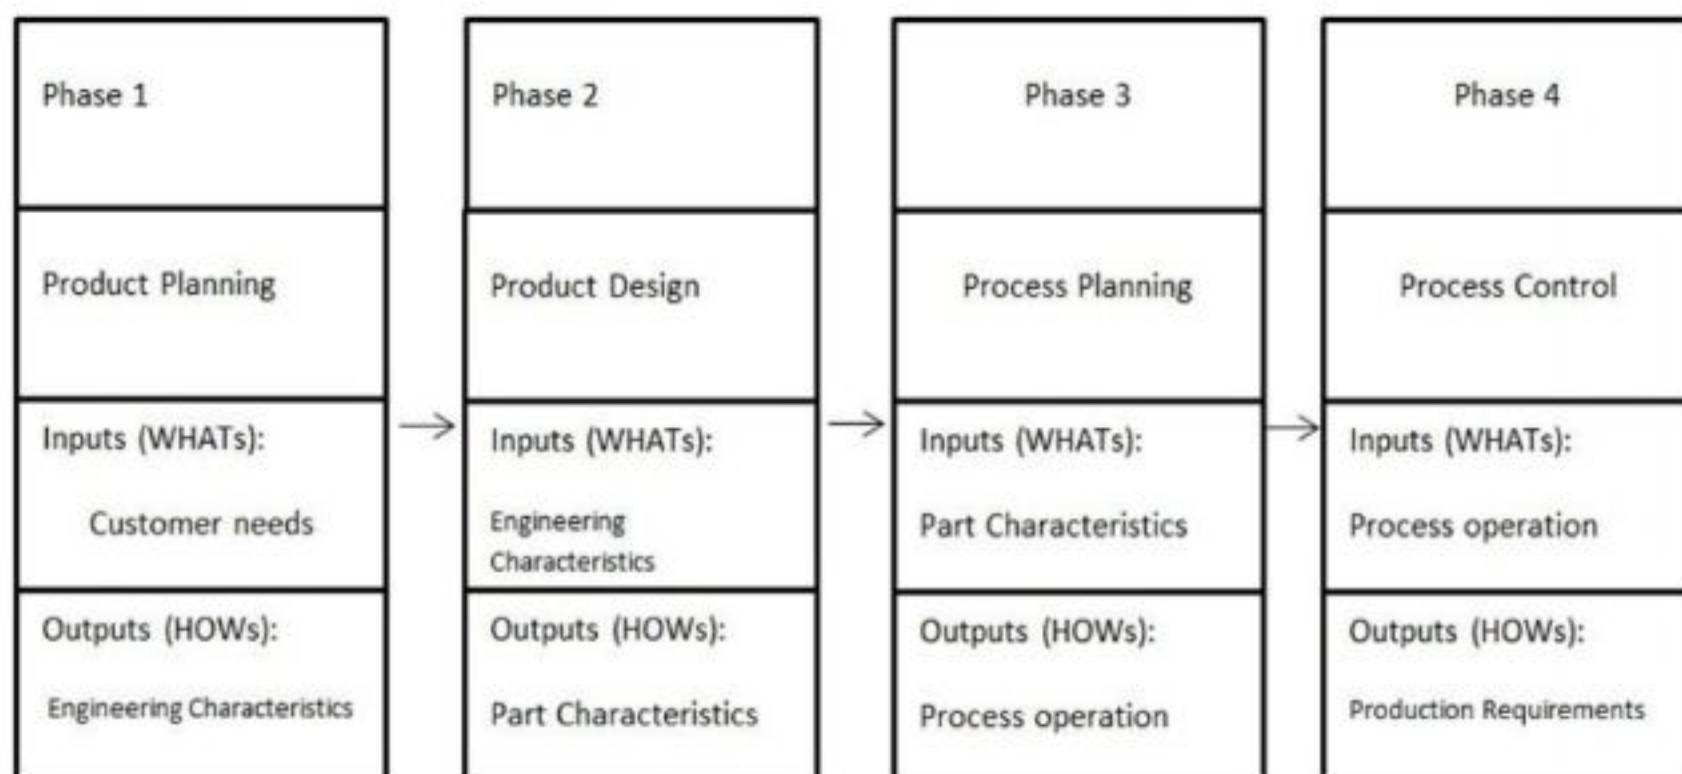 Phase 1
Product Planning
Inputs (WHATs):
Customer needs
Outputs (HOWs):
Engineering Characteristics
Phase 2
Product Design
Inputs (WHATs):
Engineering
Characteristics
Outputs (HOWs):
Part Characteristics
Phase 3
Process Planning
Inputs (WHATs):
Part Characteristics
Outputs (HOWs):
Process operation
Phase 4
Process Control
Inputs (WHATs):
Process operation
Outputs (HOWs):
Production Requirements